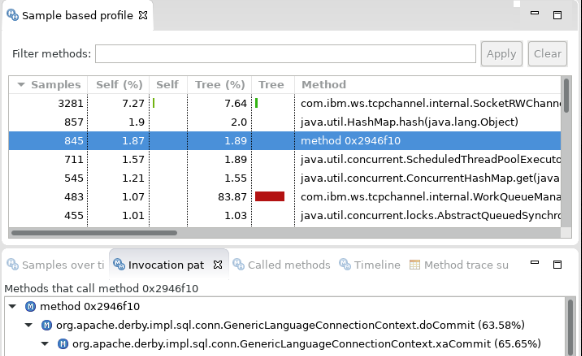 Sample based profile
Filter methods: Apply Clear
Samples Self (%) Self Tree (%) Tree Method
3281 7.27 7.64 com.ibm.ws.tcpchannel.internal.SocketRWChann
857 1.9 2.0 java.util.HashMap.hash(java.lang.Object)
845 1.87 1.89 method 0x2946f10
711 1.57 1.89 java.util.concurrent.ScheduledThreadPoolExecuto
545 1.21 1.55 java.util.concurrent.ConcurrentHashMap.get(java
483 1.07 83.87 com.ibm.ws.tcpchannel.internal.WorkQueueMana
455 1.01 1.03 java.util.concurrent.locks.AbstractQueuedSynchro
Samples over ti Invocation pat Called methods Timeline Method trace su
Methods that call method 0x2946f10
method 0x2946f10
org.apache.derby.impl.sql.conn.GenericLanguageConnectionContext.doCommit (63.58%)
org.apache.derby.impl.sql.conn.GenericLanguageConnectionContext.xaCommit (65.65%)